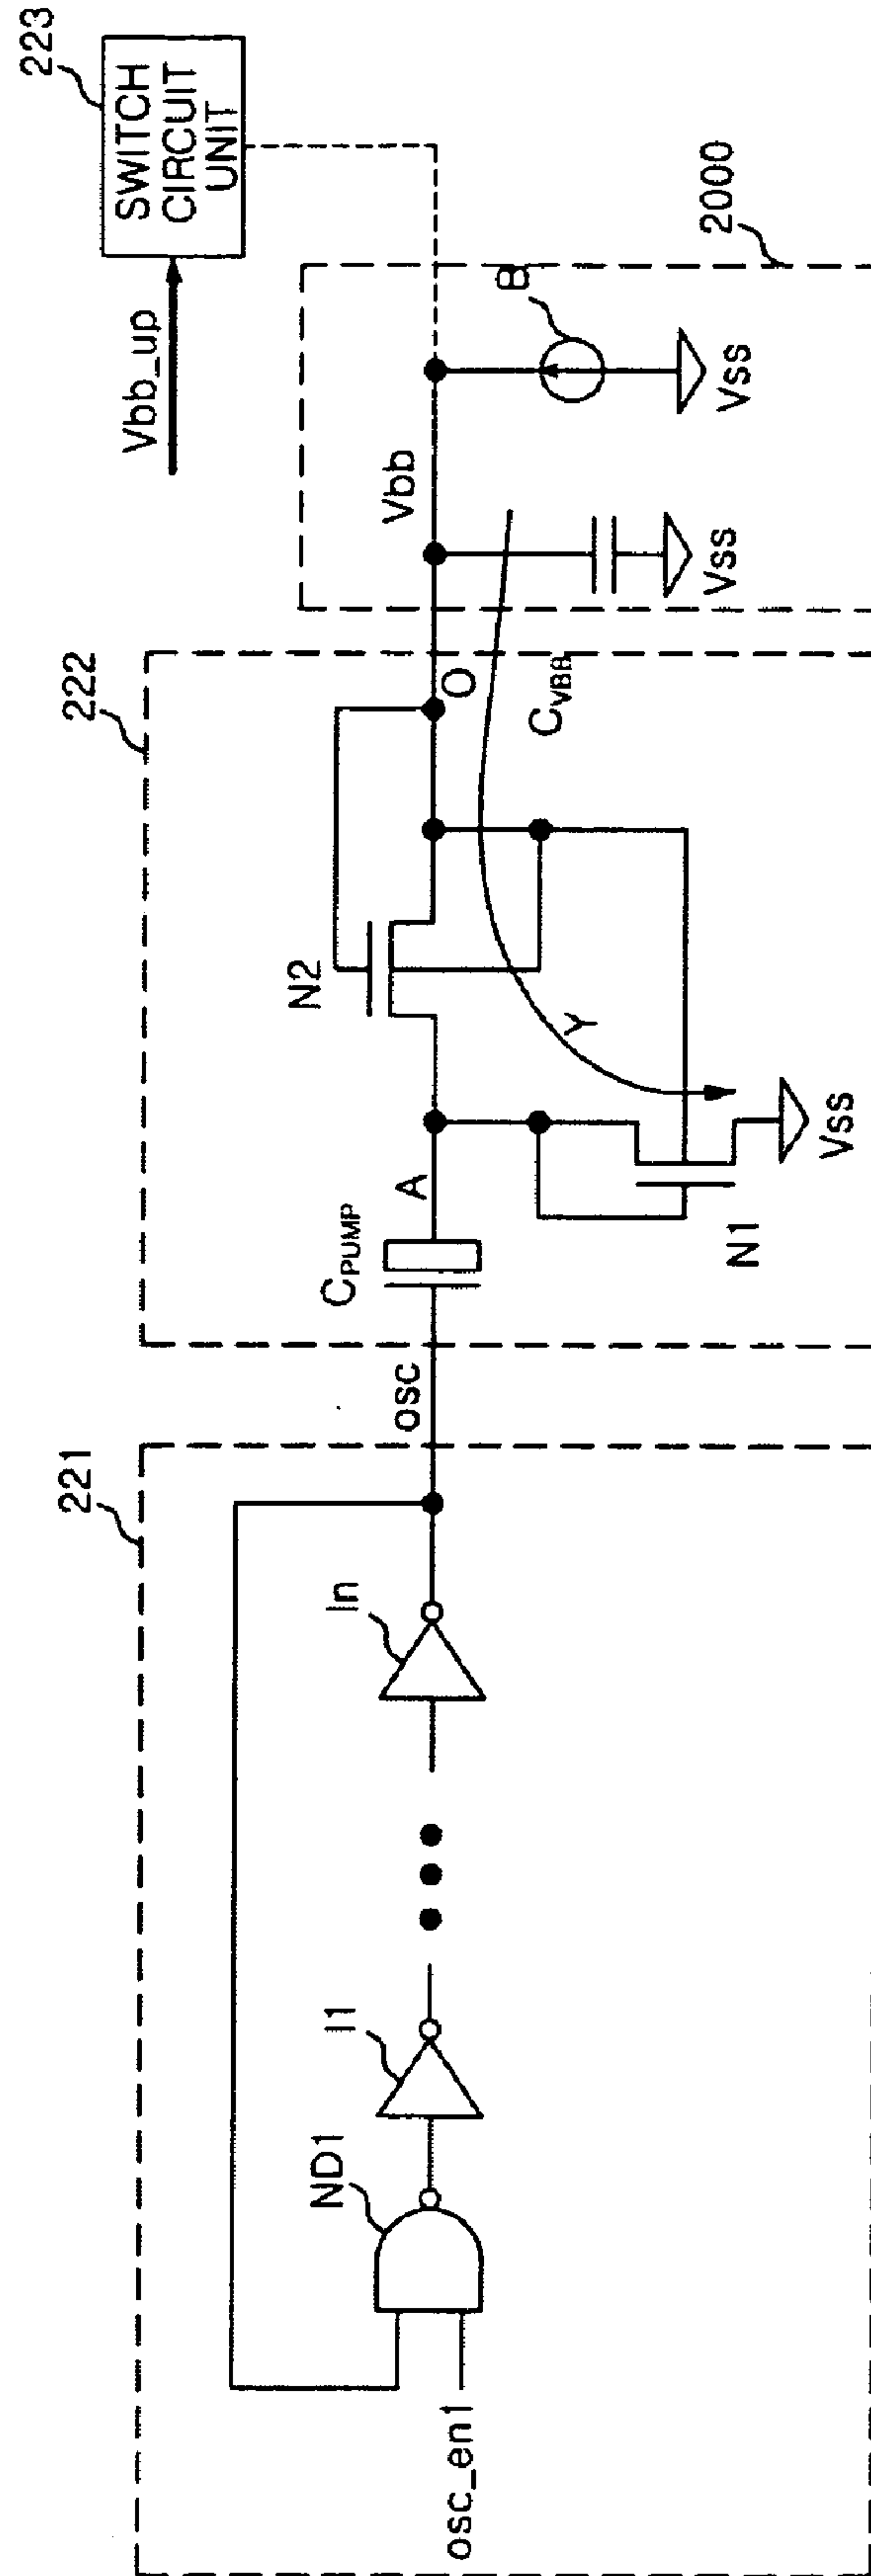 221
222
223
SWITCH
CIRCUIT
UNIT
Vbb_up
2000
osc_en1
ND1
I1
In
osc
CPUMP
A
N2
N1
Vss
Y
O
CVBB
Vbb
Vss
B
Vss